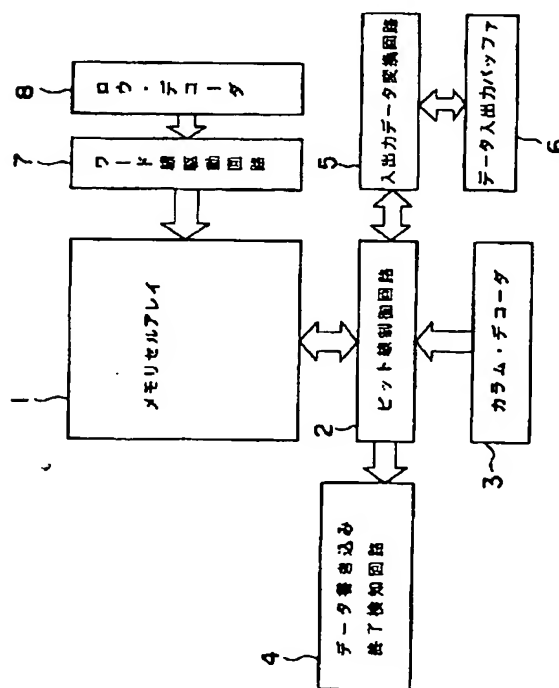 1
メモリセルアレイ
7
ワード線駆動回路
8
ロウ・デコーダ
4
データ書き込み
終了検知回路
2
ビット線制御回路
5
入出力データ変換回路
3
カラム・デコーダ
6
データ入出力バッファ